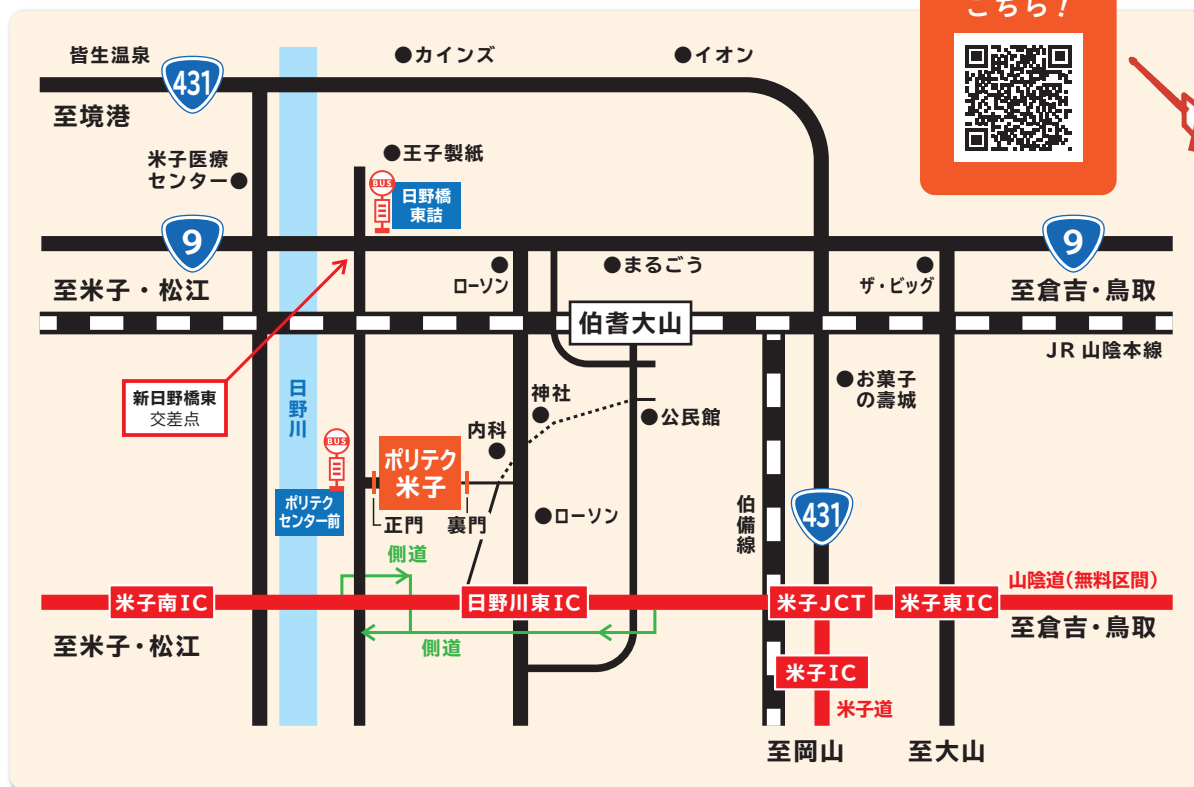 こちら！
皆生温泉
431
●カインズ
●イオン
至境港
米子医療
センター●
●王子製紙
BUS
日野橋
東詰
9
9
至米子・松江
ローソン
●まるごう
ザ・ビッグ
至倉吉・鳥取
伯耆大山
JR 山陰本線
新日野橋東
交差点
日野川
●お菓子
の壽城
神社
●公民館
内科
BUS
ポリテク
米子
ポリテク
センター前
正門
裏門
●ローソン
伯備線
431
側道
山陰道（無料区間）
米子南IC
日野川東IC
米子JCT
米子東IC
至米子・松江
側道
至倉吉・鳥取
米子IC
米子道
至岡山
至大山